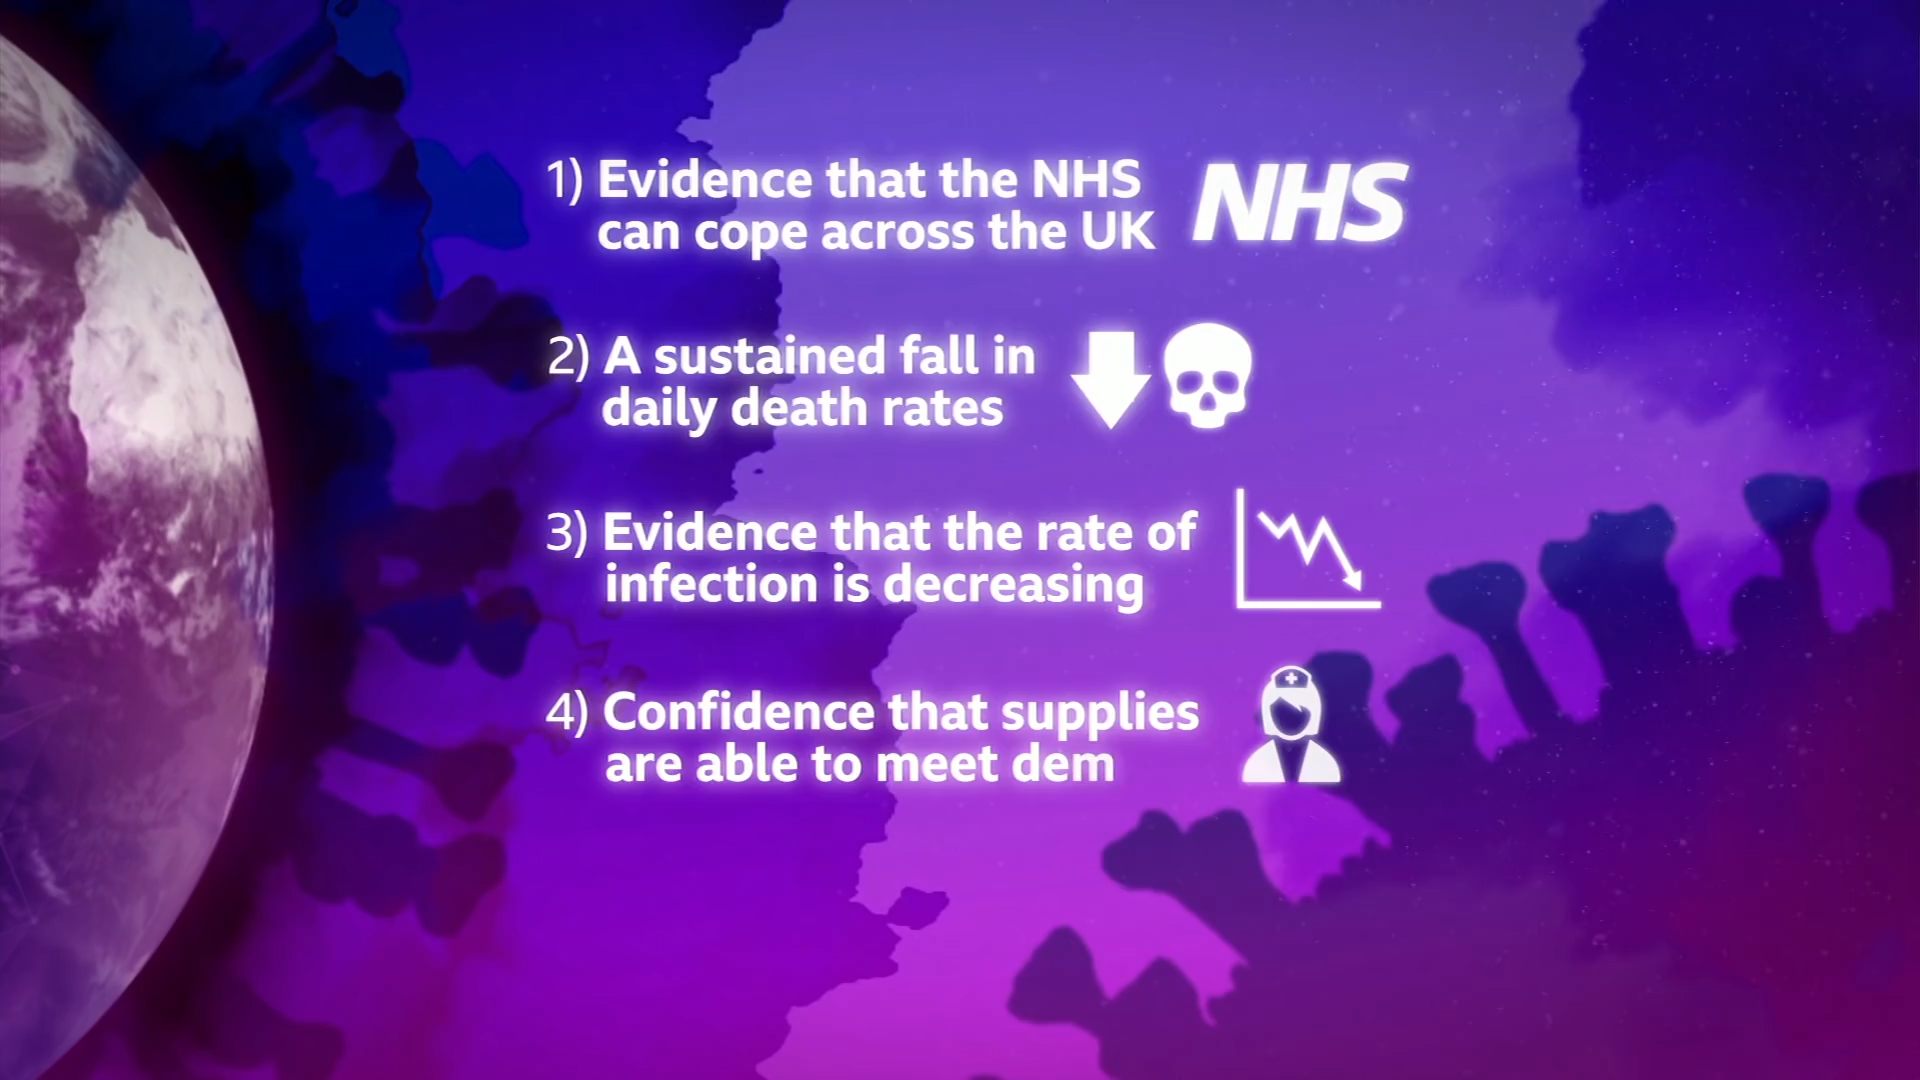 1) Evidence that the NHS
can cope across the UK
NHS
2) A sustained fall in
daily death rates
3) Evidence that the rate of
infection is decreasing
4) Confidence that supplies
are able to meet dem